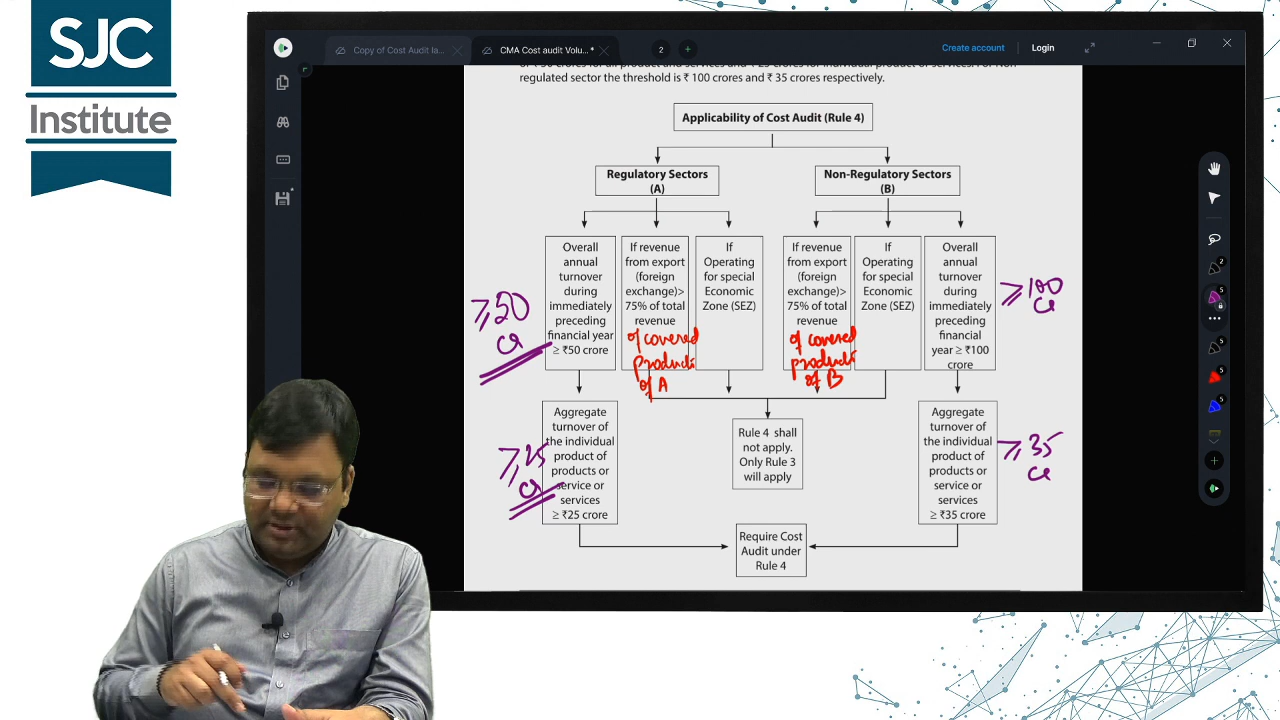 SJC
Institute
Copy of Cost Audit la...
CMA Cost audit Volu...*
2
Create account
Login
regulated sector the threshold is ₹ 100 crores and ₹ 35 crores respectively.
Applicability of Cost Audit (Rule 4)
Regulatory Sectors
(A)
Non-Regulatory Sectors
(B)
Overall
annual
turnover
during
immediately
preceding
financial year
≥ ₹50 crore
If revenue
from export
(foreign
exchange)>
75% of total
revenue
of covered
products
of A
If
Operating
for special
Economic
Zone (SEZ)
If revenue
from export
(foreign
exchange)>
75% of total
revenue
of covered
products
of B
If
Operating
for special
Economic
Zone (SEZ)
Overall
annual
turnover
during
immediately
preceding
financial
year ≥ ₹100
crore
≥50
Cr
≥100
Cr
Aggregate
turnover of
the individual
product of
products or
service or
services
≥ ₹25 crore
≥25
Cr
Rule 4 shall
not apply.
Only Rule 3
will apply
Aggregate
turnover of
the individual
product of
products or
service or
services
≥ ₹35 crore
≥35
Cr
Require Cost
Audit under
Rule 4
2
5
5
5
5